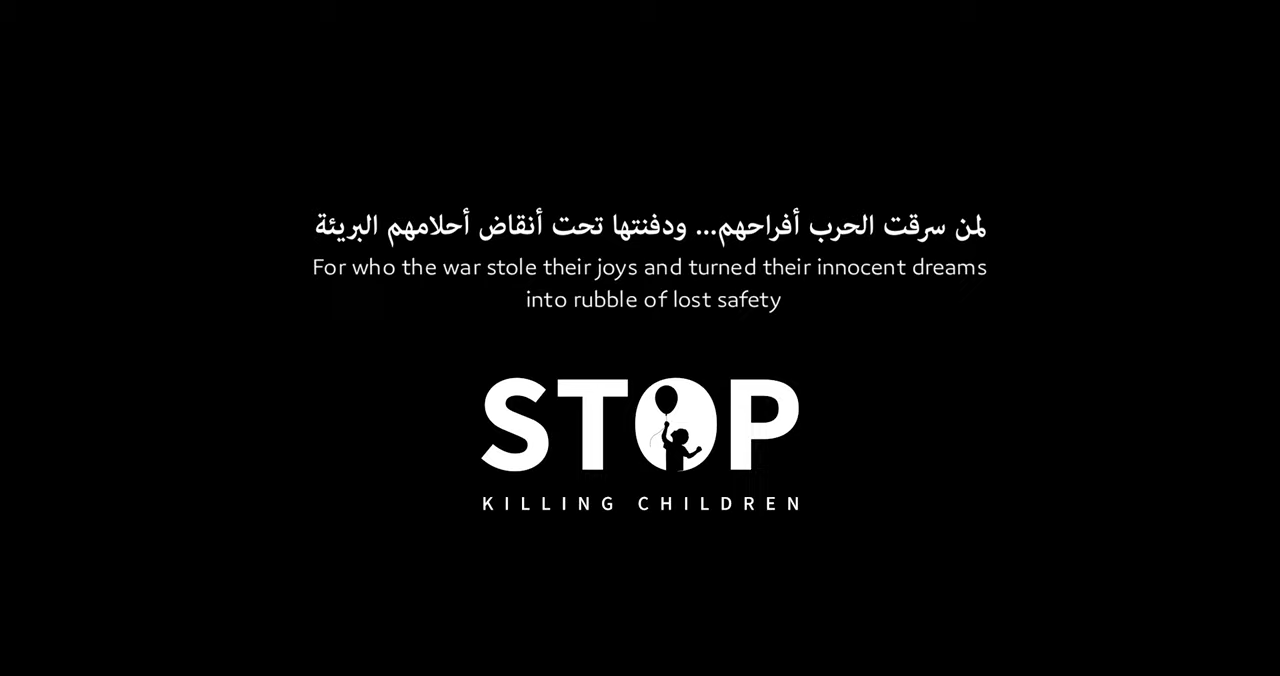 لمن سرقت الحرب أفراحهم... ودفنتها تحت أنقاض أحلامهم البريئة
For who the war stole their joys and turned their innocent dreams
into rubble of lost safety
STOP
KILLING CHILDREN